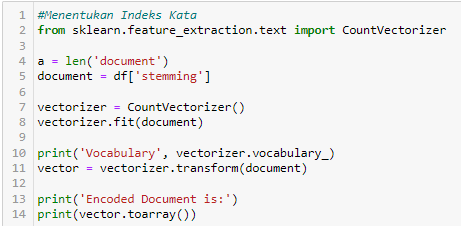 1 #Menentukan Indeks Kata
2 from sklearn.feature_extraction.text import CountVectorizer
3
4 a = len('document')
5 document = df['stemming']
6
7 vectorizer = CountVectorizer()
8 vectorizer.fit(document)
9
10 print('Vocabulary', vectorizer.vocabulary_)
11 vector = vectorizer.transform(document)
12
13 print('Encoded Document is:')
14 print(vector.toarray())